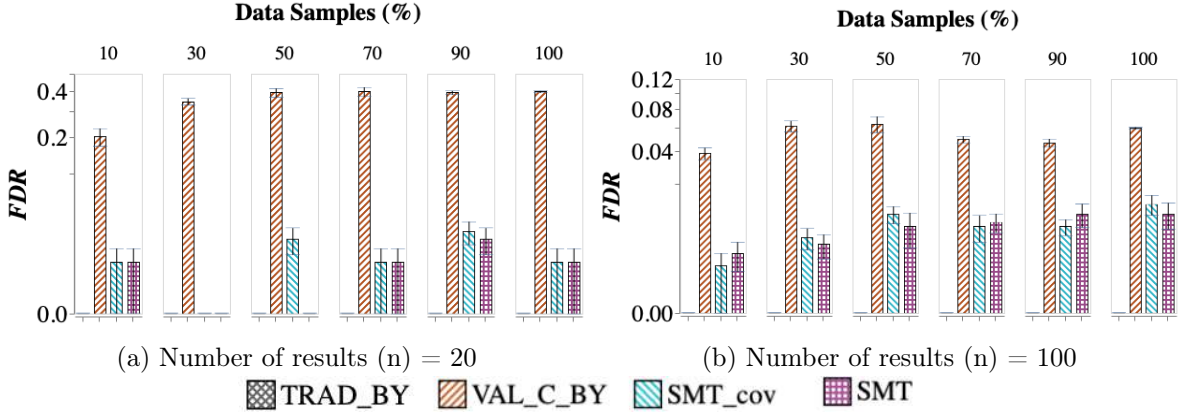 Data Samples (%)
10 30 50 70 90 100
0.4
0.2
0.0
FDR
(a) Number of results (n) = 20
Data Samples (%)
10 30 50 70 90 100
0.12
0.08
0.04
0.00
FDR
(b) Number of results (n) = 100
TRAD_BY VAL_C_BY SMT_cov SMT